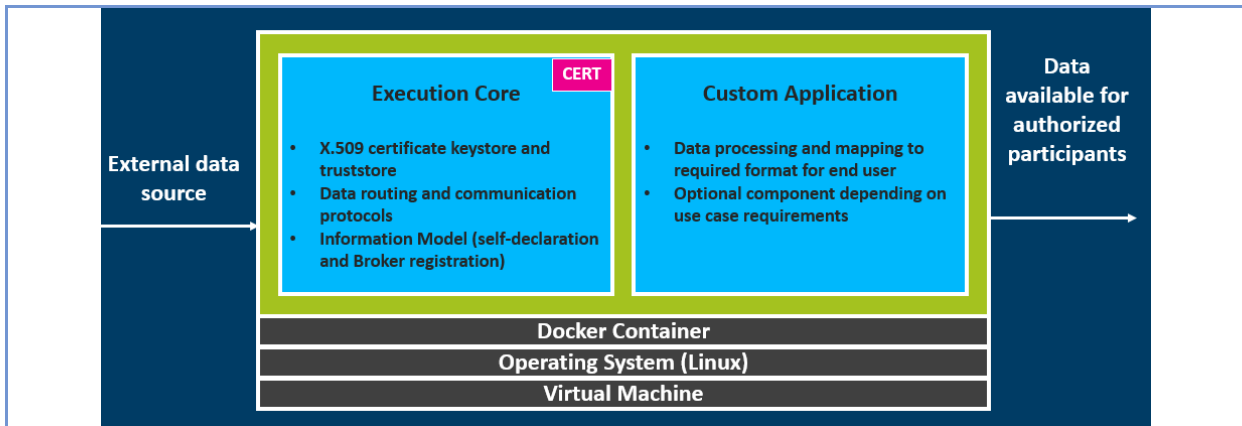 External data
source
CERT
Execution Core
• X.509 certificate keystore and
truststore
• Data routing and communication
protocols
• Information Model (self-declaration
and Broker registration)
Custom Application
• Data processing and mapping to
required format for end user
• Optional component depending on
use case requirements
Data
available for
authorized
participants
Docker Container
Operating System (Linux)
Virtual Machine